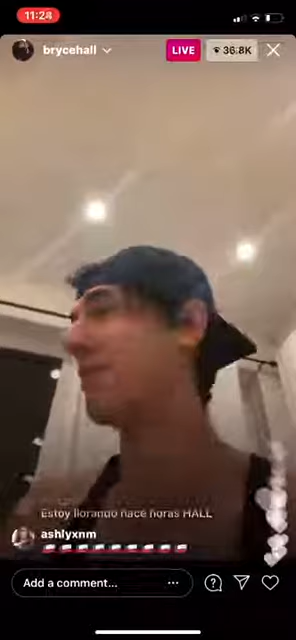 11:24
brycehall
LIVE
36.8K
Estoy llorando hace horas HALL
ashlyxnm
Add a comment...